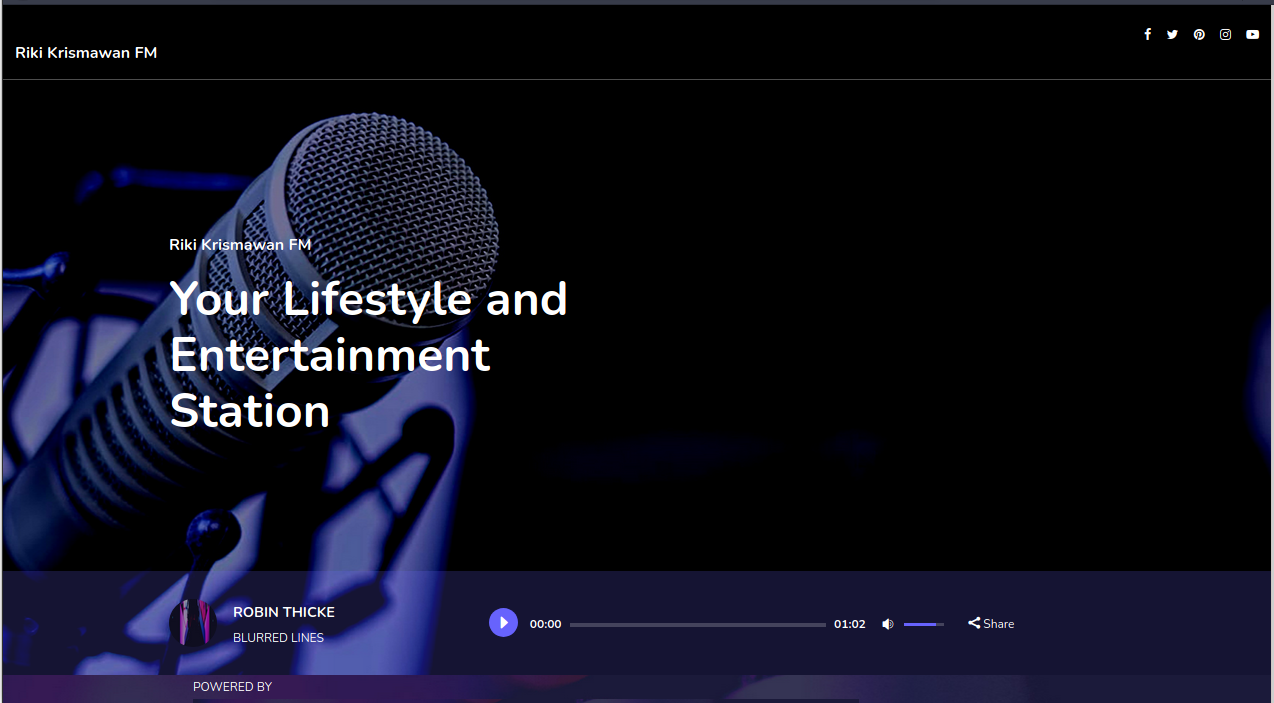 Riki Krismawan FM
Riki Krismawan FM
Your Lifestyle and
Entertainment
Station
ROBIN THICKE
BLURRED LINES
00:00
01:02
Share
POWERED BY